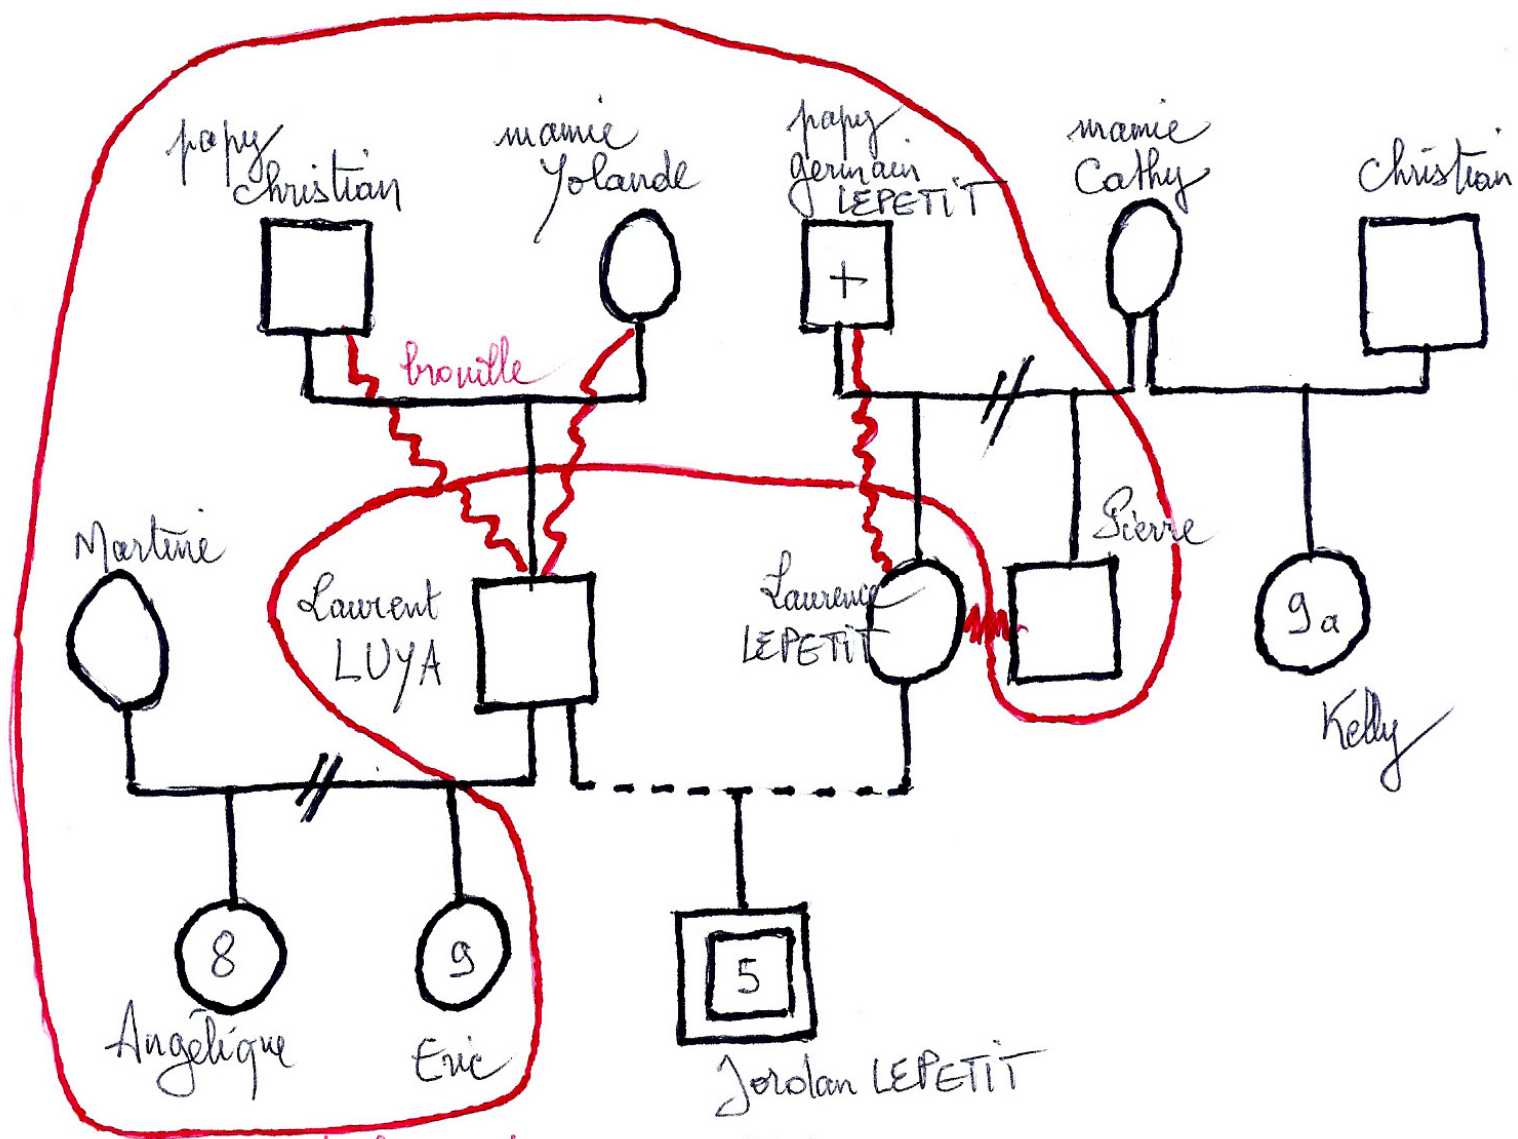 papy
christian
mamie
Yolande
papy
germain
LEPETIT
mamie
Cathy
christian
+
brouille
Martine
Laurent
LUYA
Laurence
LEPETIT
Pierre
9a
Kelly
8
9
5
Angélique
Eric
Jordan LEPETIT